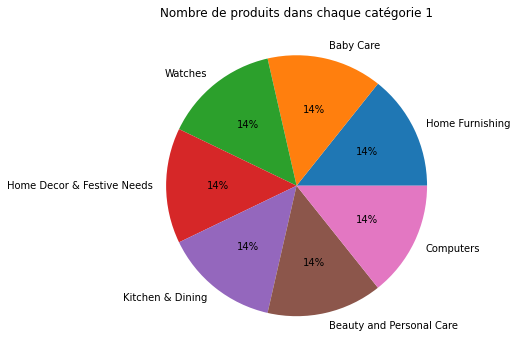 Nombre de produits dans chaque catégorie 1
Baby Care
Watches
Home Furnishing
14%
14%
14%
14%
Home Decor & Festive Needs
14%
14%
14%
Computers
Kitchen & Dining
Beauty and Personal Care